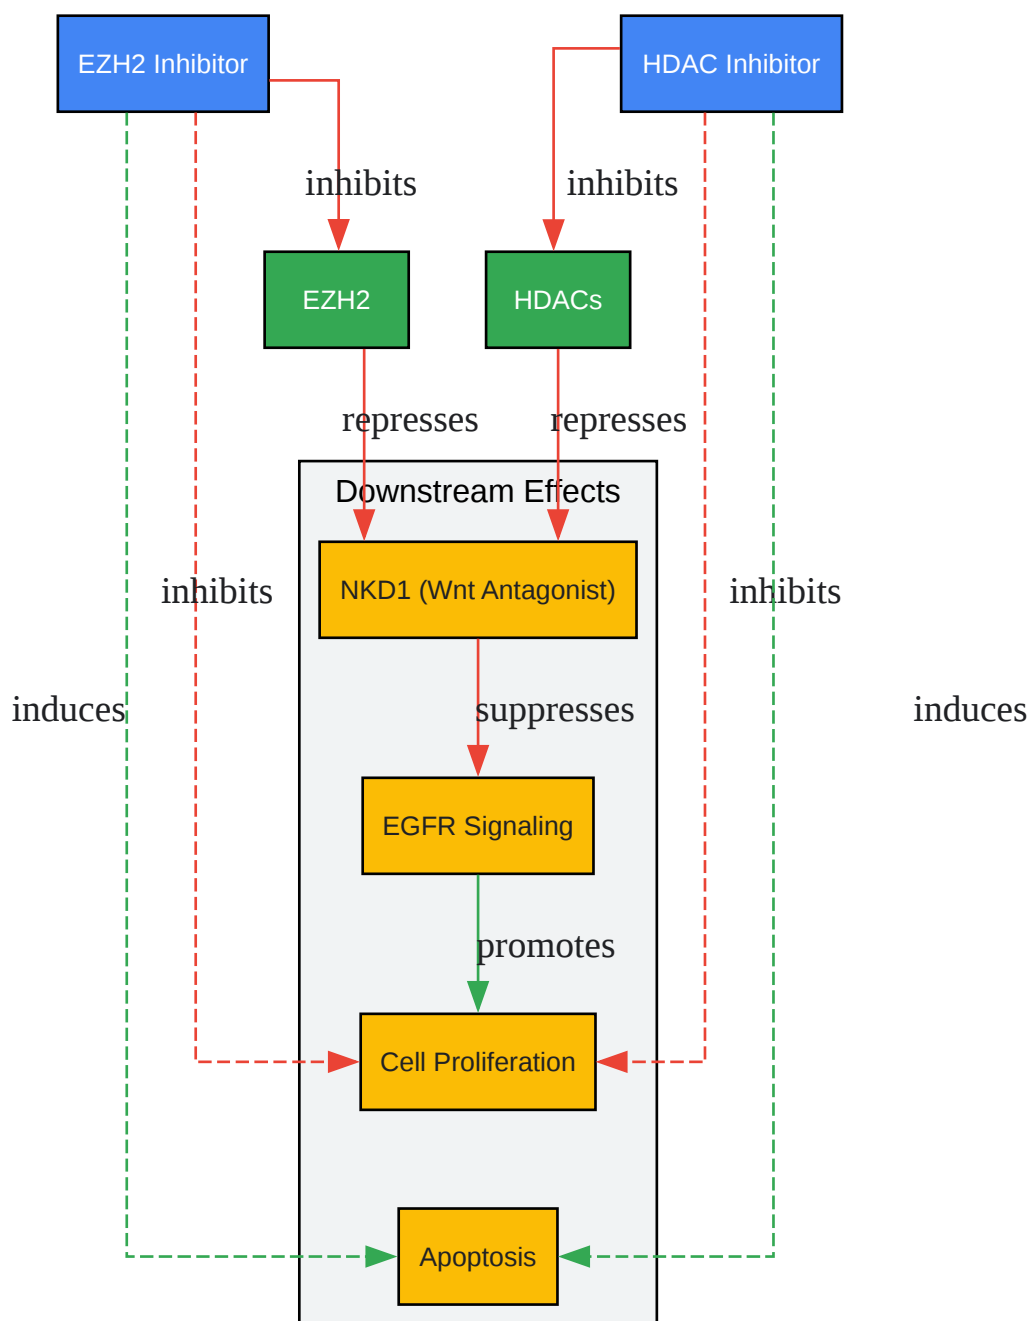 EZH2 Inhibitor
HDAC Inhibitor
inhibits
inhibits
EZH2
HDACs
represses
represses
Downstream Effects
NKD1 (Wnt Antagonist)
inhibits
inhibits
induces
suppresses
induces
EGFR Signaling
promotes
Cell Proliferation
Apoptosis